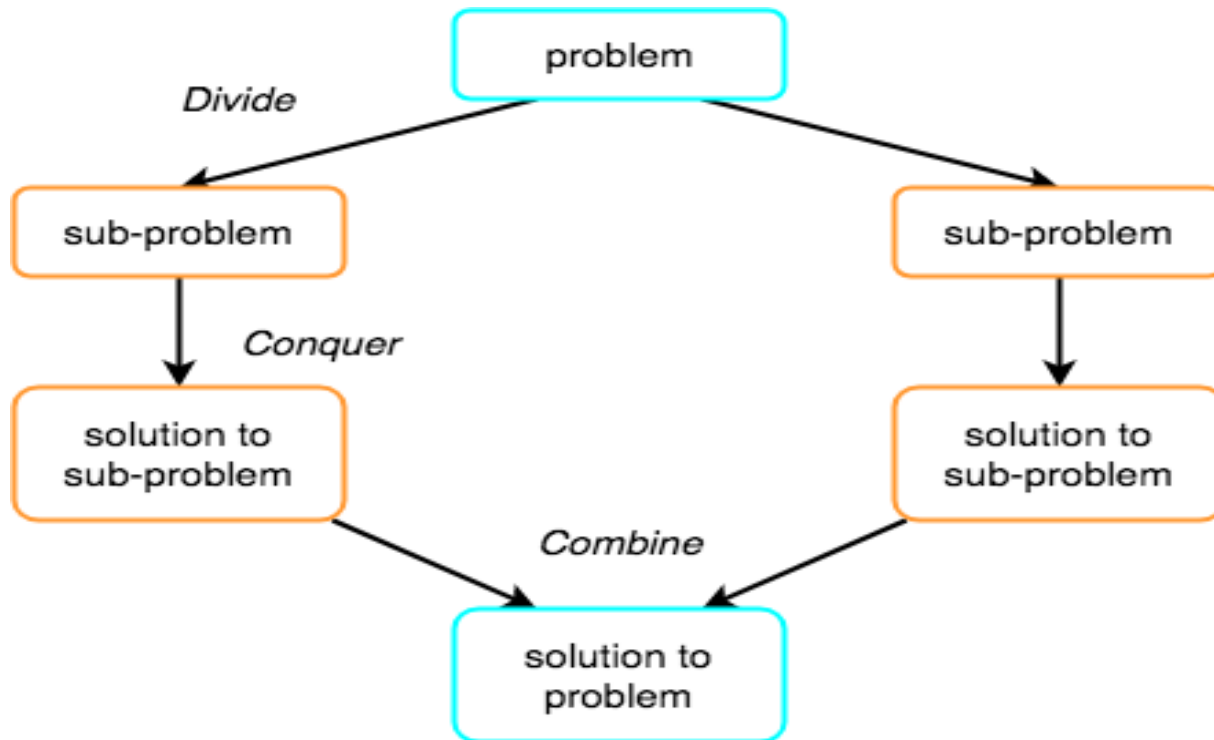 problem
Divide
sub-problem
sub-problem
Conquer
solution to
sub-problem
solution to
sub-problem
Combine
solution to
problem